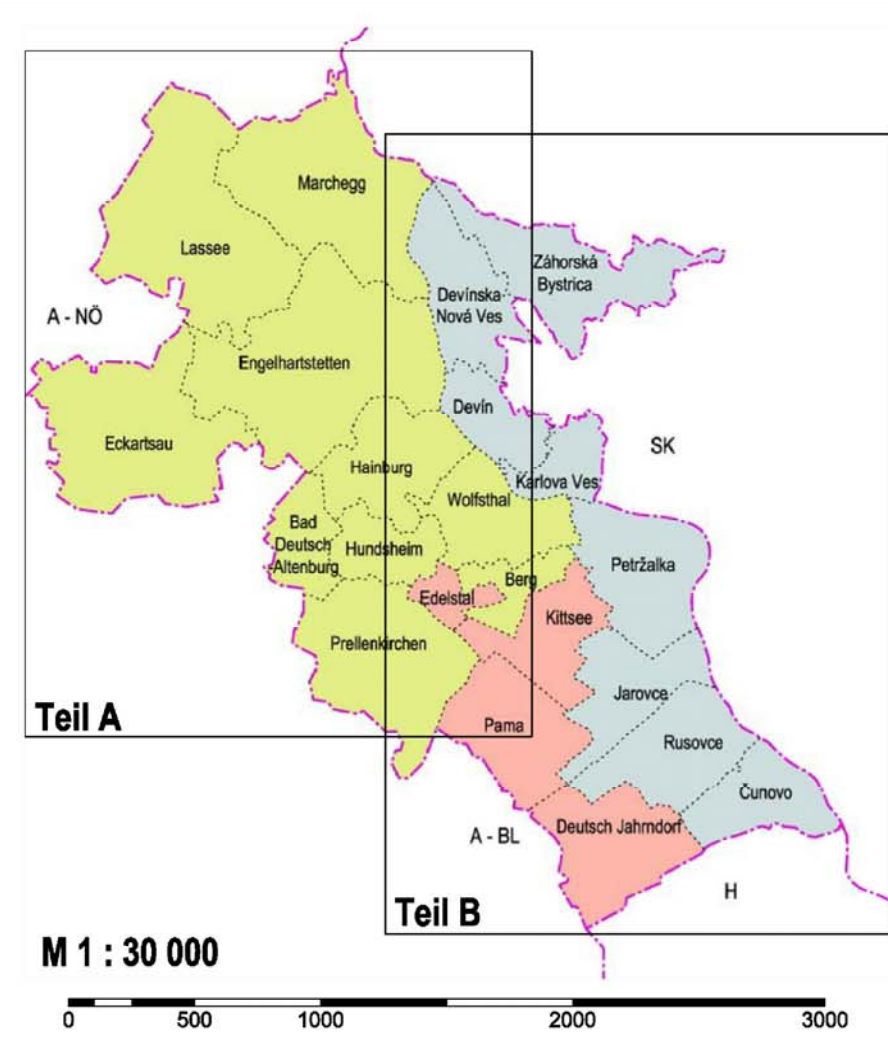 Marchegg
Lassee
Záhorská
Bystrica
Devínska
Nová Ves
A - NÖ
Engelhartstetten
Devín
Eckartsau
SK
Hainburg
Karlova Ves
Wolfsthal
Bad
Deutsch
-Altenburg
Hundsheim
Petržalka
Berg
Edelstal
Kittsee
Prellenkirchen
Jarovce
Teil A
Pama
Rusovce
Čunovo
A - BL
Deutsch Jahrndorf
H
Teil B
M 1 : 30 000
0 500 1000 2000 3000